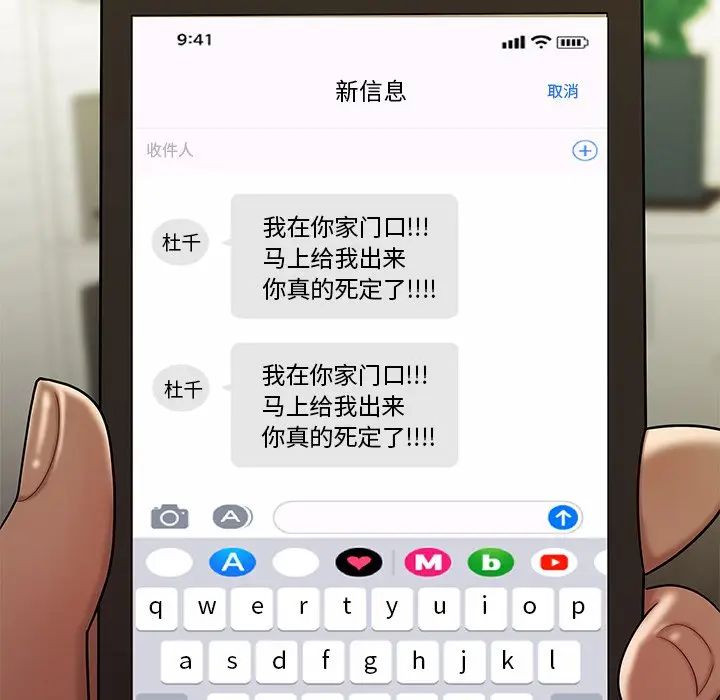 9:41
新信息
取消
收件人
杜千
我在你家门口!!!
马上给我出来
你真的死定了!!!!
杜千
我在你家门口!!!
马上给我出来
你真的死定了!!!!
A
A
M
b
q w e r t y u i o p
a s d f g h j k l